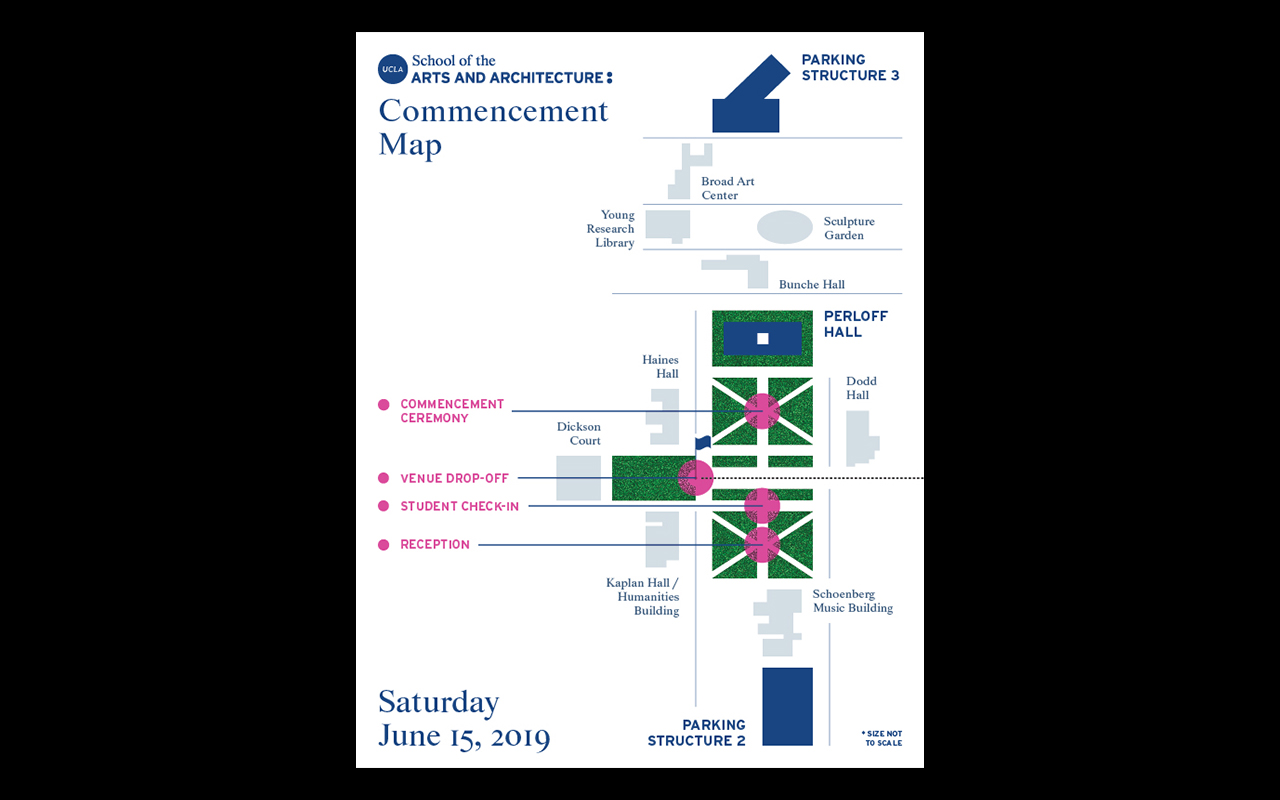 UCLA
School of the
ARTS AND ARCHITECTURE:
Commencement
Map
PARKING
STRUCTURE 3
Broad Art
Center
Young
Research
Library
Sculpture
Garden
Bunche Hall
PERLOFF
HALL
Haines
Hall
Dodd
Hall
COMMENCEMENT
CEREMONY
Dickson
Court
VENUE DROP-OFF
STUDENT CHECK-IN
RECEPTION
Kaplan Hall /
Humanities
Building
Schoenberg
Music Building
Saturday
June 15, 2019
PARKING
STRUCTURE 2
* SIZE NOT
TO SCALE